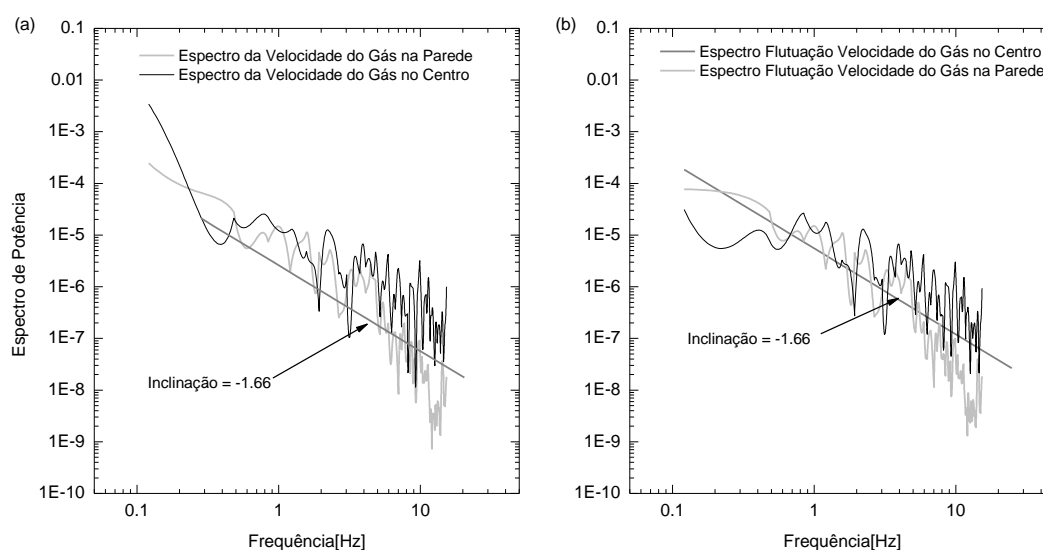 (a)
0.1
Espectro da Velocidade do Gás na Parede
Espectro da Velocidade do Gás no Centro
0.01
1E-3
1E-4
1E-5
1E-6
1E-7
1E-8
1E-9
1E-10
Espectro de Potência
Inclinação = -1.66
0.1
1
10
Frequência[Hz]
(b)
0.1
Espectro Flutuação Velocidade do Gás no Centro
Espectro Flutuação Velocidade do Gás na Parede
0.01
1E-3
1E-4
1E-5
1E-6
1E-7
1E-8
1E-9
1E-10
Inclinação = -1.66
0.1
1
10
Frequência[Hz]